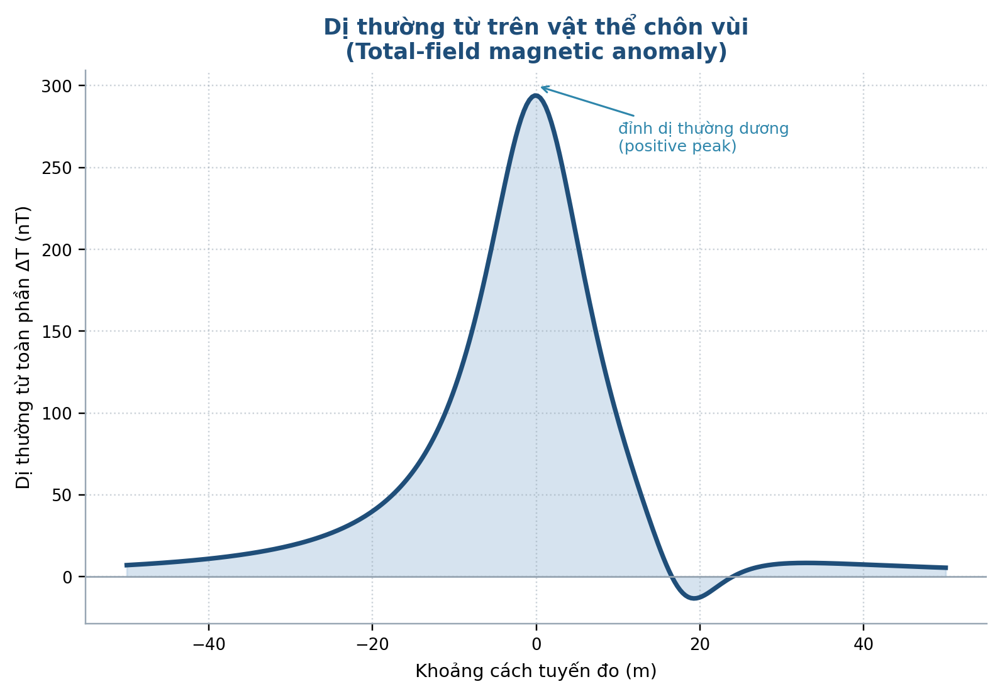 Dị thường từ trên vật thể chôn vùi
(Total-field magnetic anomaly)
300
250
200
150
100
50
0
Dị thường từ toàn phần ΔT (nT)
đỉnh dị thường dương
(positive peak)
−40
−20
0
20
40
Khoảng cách tuyến đo (m)